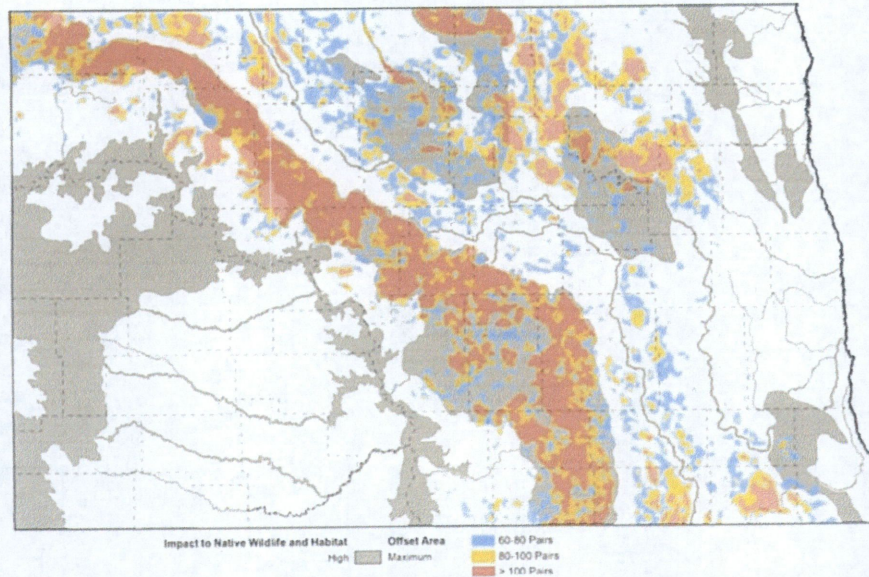 Impact to Native Wildlife and Habitat
High
Offset Area
Maximum
60-80 Pairs
80-100 Pairs
> 100 Pairs